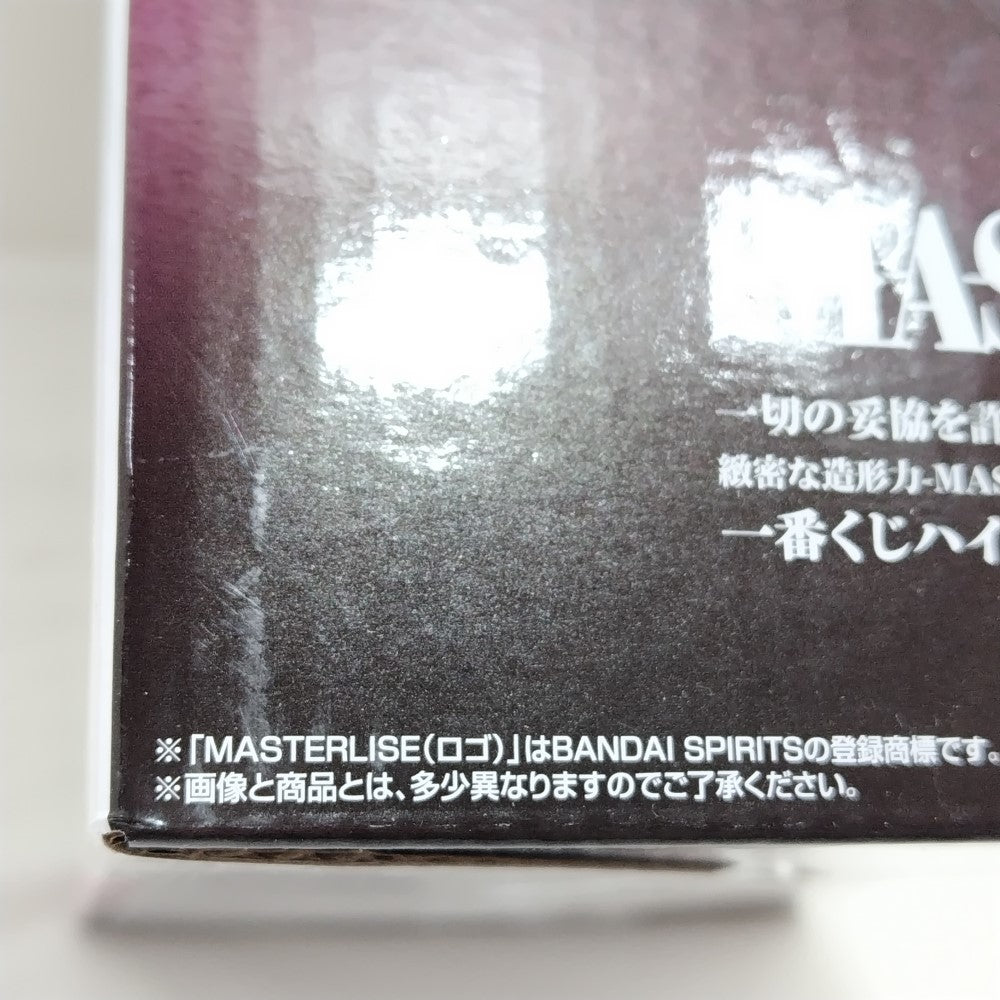 MAS
一切の妥協を許
緻密な造形力-MAS
一番くじハイ
※「MASTERLISE(ロゴ)」はBANDAI SPIRITSの登録商標です。
※画像と商品とは、多少異なりますのでご了承ください。